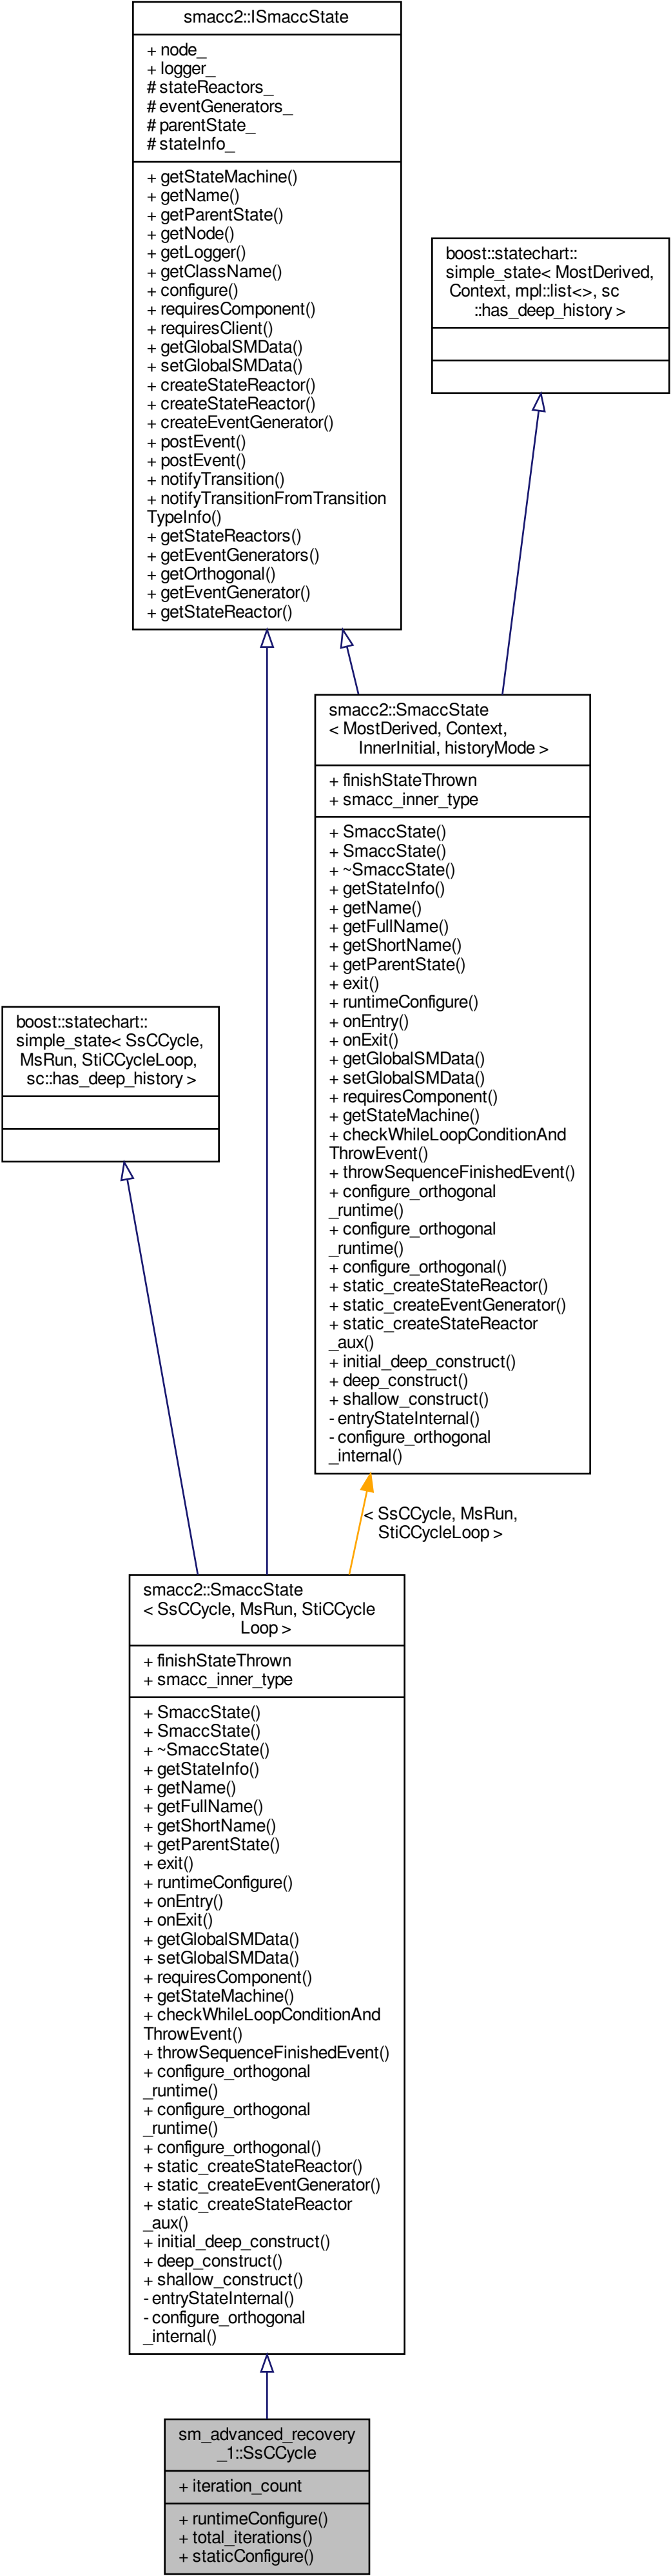 smacc2::ISmaccState
+ node_
+ logger_
# stateReactors_
# eventGenerators_
# parentState_
# stateInfo_
+ getStateMachine()
+ getName()
+ getParentState()
+ getNode()
+ getLogger()
+ getClassName()
+ configure()
+ requiresComponent()
+ requiresClient()
+ getGlobalSMData()
+ setGlobalSMData()
+ createStateReactor()
+ createStateReactor()
+ createEventGenerator()
+ postEvent()
+ postEvent()
+ notifyTransition()
+ notifyTransitionFromTransition
TypeInfo()
+ getStateReactors()
+ getEventGenerators()
+ getOrthogonal()
+ getEventGenerator()
+ getStateReactor()
boost::statechart::
simple_state< MostDerived,
Context, mpl::list<>, sc
::has_deep_history >
smacc2::SmaccState
< MostDerived, Context,
InnerInitial, historyMode >
+ finishStateThrown
+ smacc_inner_type
+ SmaccState()
+ SmaccState()
+ ~SmaccState()
+ getStateInfo()
+ getName()
+ getFullName()
+ getShortName()
+ getParentState()
+ exit()
+ runtimeConfigure()
+ onEntry()
+ onExit()
+ getGlobalSMData()
+ setGlobalSMData()
+ requiresComponent()
+ getStateMachine()
+ checkWhileLoopConditionAnd
ThrowEvent()
+ throwSequenceFinishedEvent()
+ configure_orthogonal
_runtime()
+ configure_orthogonal
_runtime()
+ configure_orthogonal()
+ static_createStateReactor()
+ static_createEventGenerator()
+ static_createStateReactor
_aux()
+ initial_deep_construct()
+ deep_construct()
+ shallow_construct()
- entryStateInternal()
- configure_orthogonal
_internal()
boost::statechart::
simple_state< SsCCycle,
MsRun, StiCCycleLoop,
sc::has_deep_history >
< SsCCycle, MsRun,
StiCCycleLoop >
smacc2::SmaccState
< SsCCycle, MsRun, StiCCycle
Loop >
+ finishStateThrown
+ smacc_inner_type
+ SmaccState()
+ SmaccState()
+ ~SmaccState()
+ getStateInfo()
+ getName()
+ getFullName()
+ getShortName()
+ getParentState()
+ exit()
+ runtimeConfigure()
+ onEntry()
+ onExit()
+ getGlobalSMData()
+ setGlobalSMData()
+ requiresComponent()
+ getStateMachine()
+ checkWhileLoopConditionAnd
ThrowEvent()
+ throwSequenceFinishedEvent()
+ configure_orthogonal
_runtime()
+ configure_orthogonal
_runtime()
+ configure_orthogonal()
+ static_createStateReactor()
+ static_createEventGenerator()
+ static_createStateReactor
_aux()
+ initial_deep_construct()
+ deep_construct()
+ shallow_construct()
- entryStateInternal()
- configure_orthogonal
_internal()
sm_advanced_recovery
_1::SsCCycle
+ iteration_count
+ runtimeConfigure()
+ total_iterations()
+ staticConfigure()